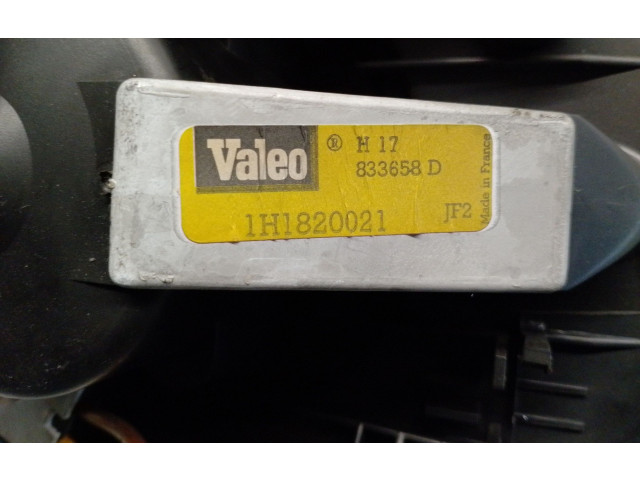 Valeo ® H 17
833658 D
1H1820021 JF2
Made in France